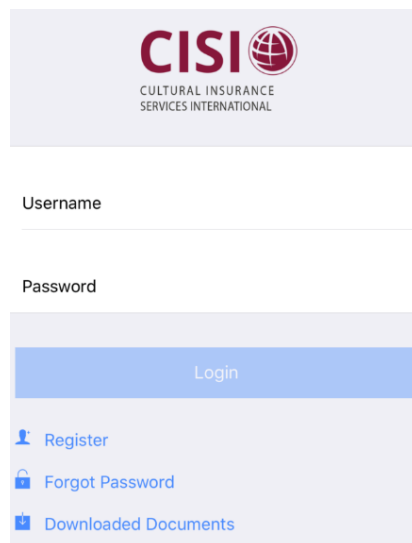 CISI
CULTURAL INSURANCE
SERVICES INTERNATIONAL
Username
Password
Login
Register
Forgot Password
Downloaded Documents